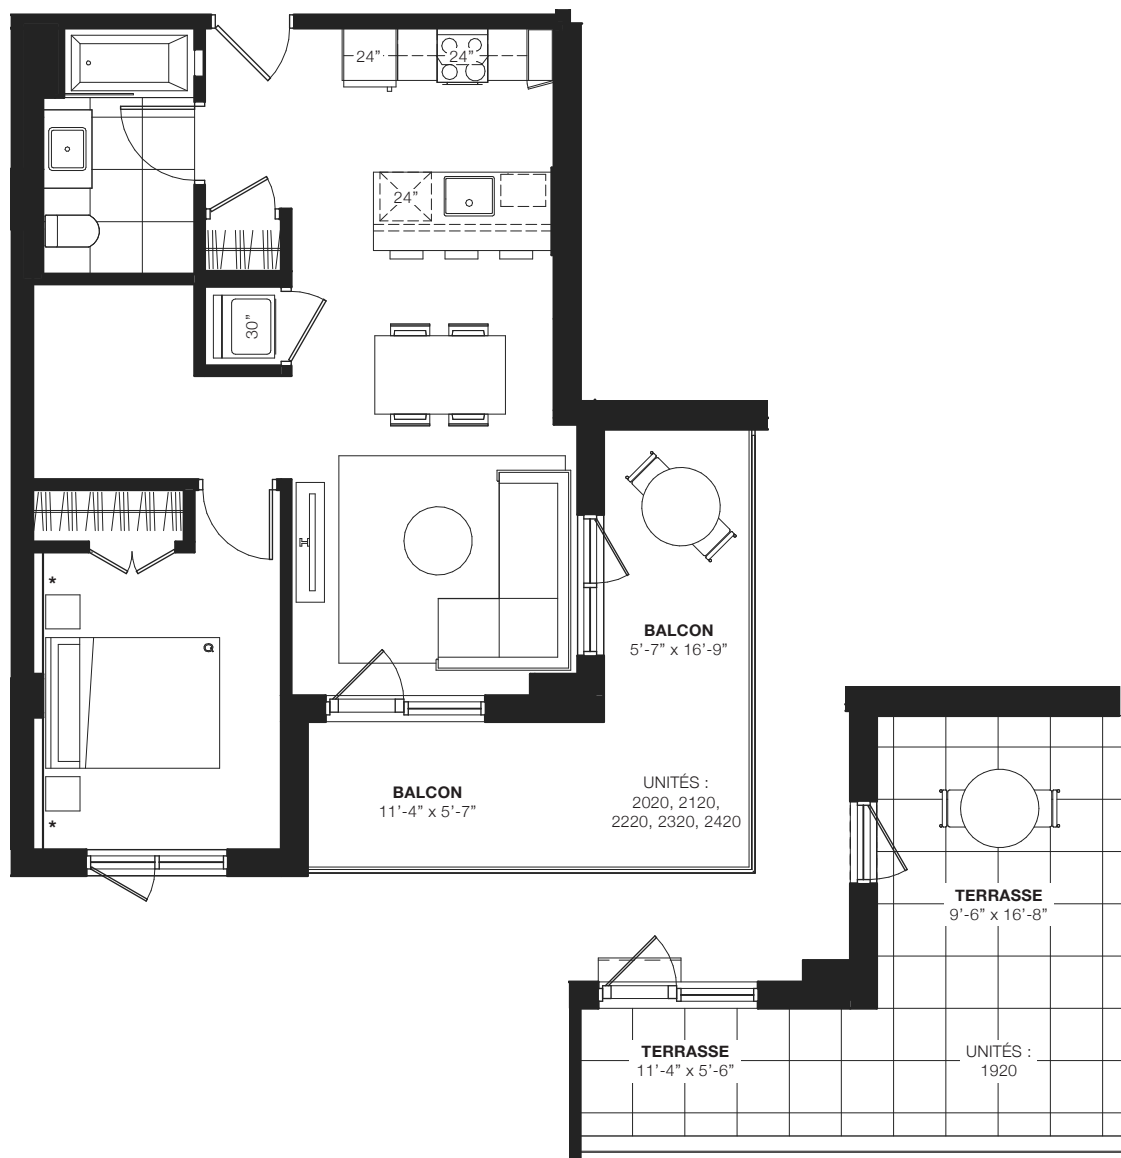 24”
24”
24”
30”
*
Q
*
BALCON
5’-7” x 16’-9”
BALCON
11’-4” x 5’-7”
UNITÉS :
2020, 2120,
2220, 2320, 2420
TERRASSE
9’-6” x 16’-8”
TERRASSE
11’-4” x 5’-6”
UNITÉS :
1920